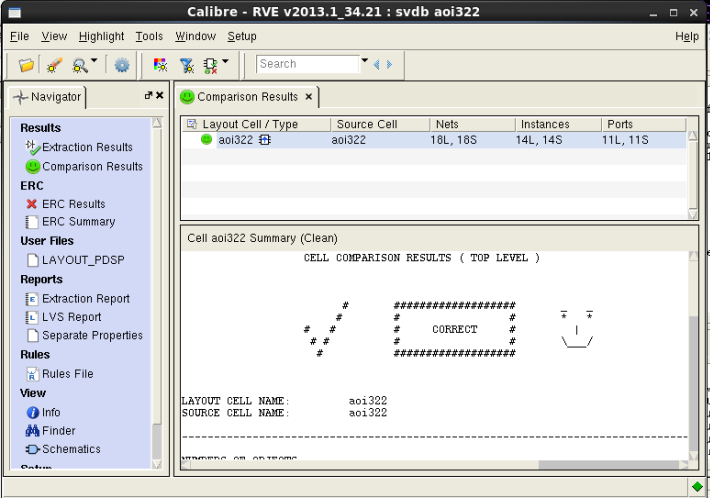 Calibre - RVE v2013.1_34.21 : svdb aoi322
File View Highlight Tools Window Setup Help
Search
Navigator
Comparison Results
Results
Extraction Results
Comparison Results
ERC
ERC Results
ERC Summary
User Files
LAYOUT_PDSP
Reports
Extraction Report
LVS Report
Separate Properties
Rules
Rules File
View
Info
Finder
Schematics
Setup
Layout Cell / Type Source Cell Nets Instances Ports
aoi322 aoi322 18L, 18S 14L, 14S 11L, 11S
Cell aoi322 Summary (Clean)
CELL COMPARISON RESULTS ( TOP LEVEL )
# ################### _ _
# # # * *
# # # CORRECT # |
# # # # \___/
# ###################
LAYOUT CELL NAME: aoi322
SOURCE CELL NAME: aoi322
NUMBERS OF OBJECTS